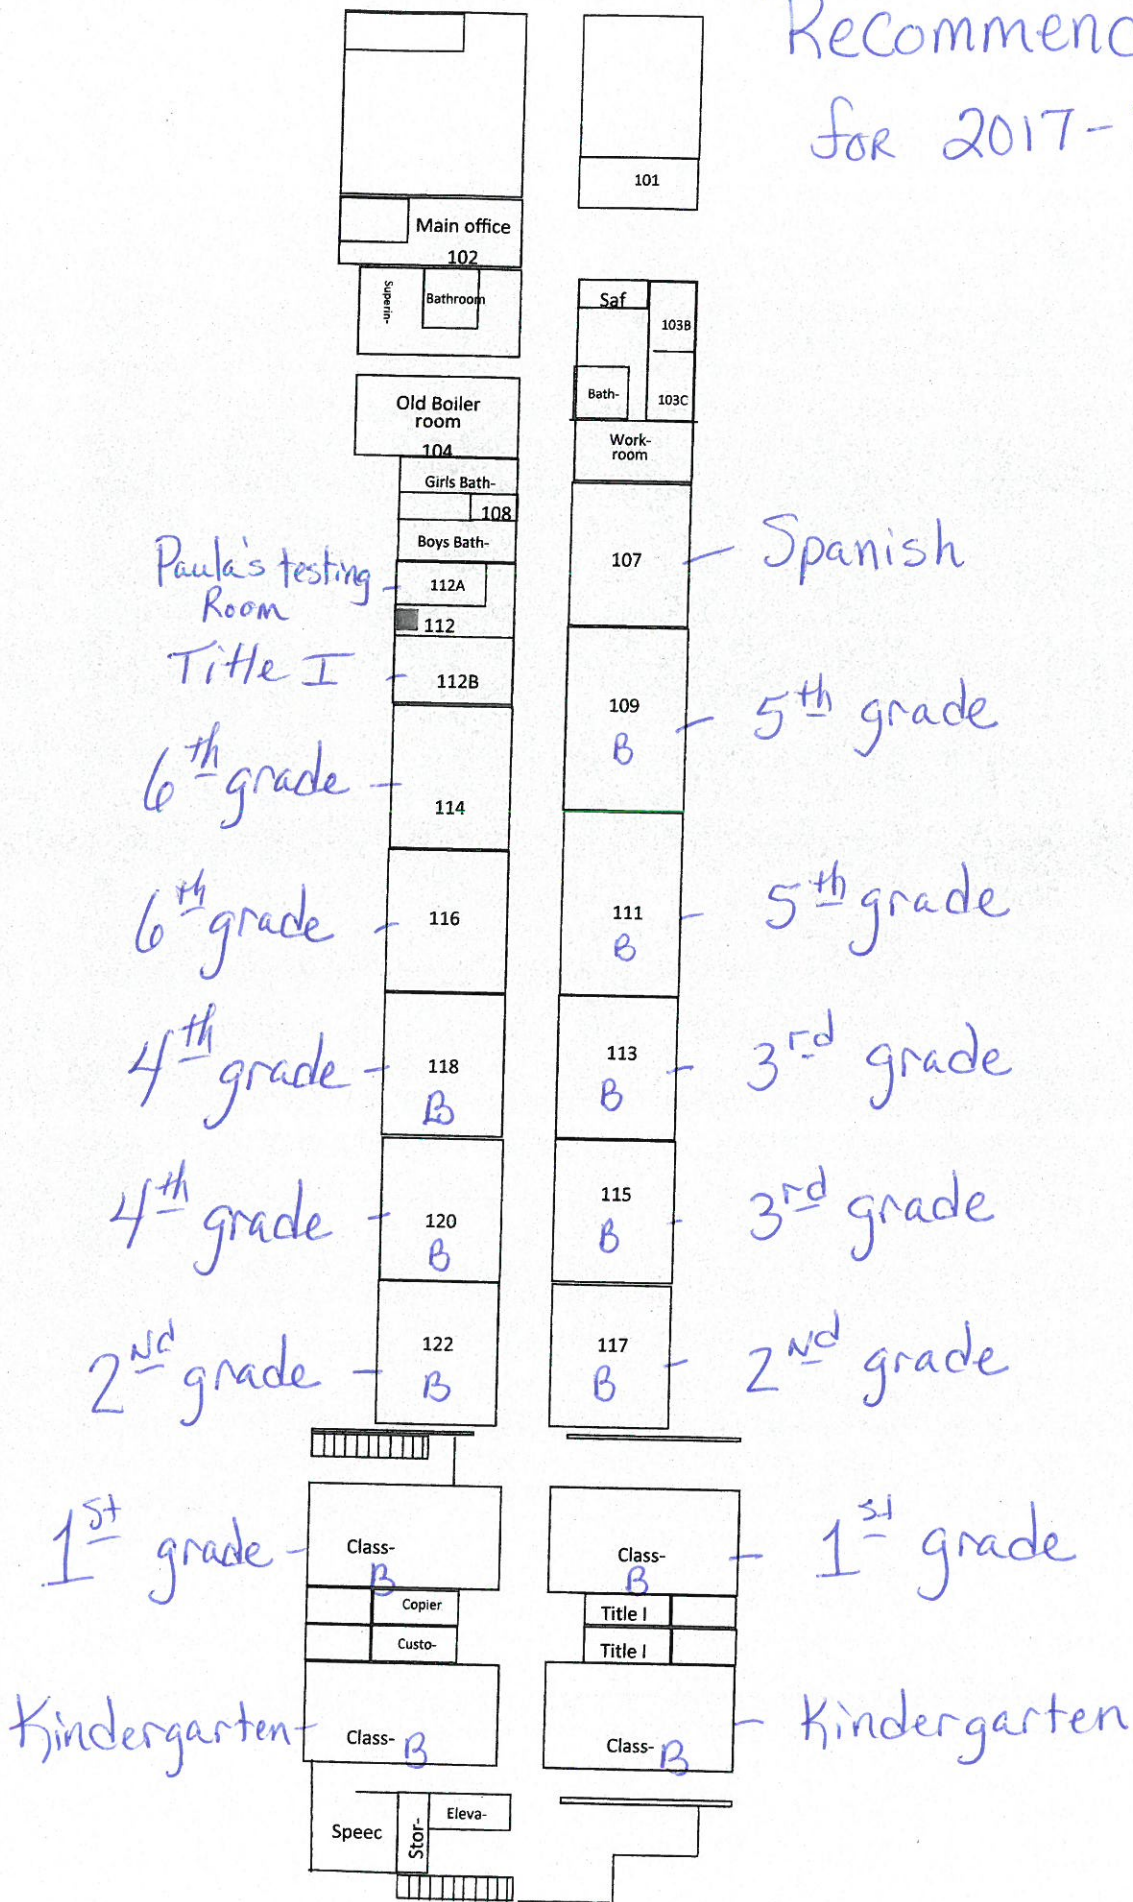 Recommend
for 2017-
101
Main office
102
Superin-
Bathroom
Saf
103B
Bath-
103C
Old Boiler
room
104
Work-
room
Girls Bath-
108
Boys Bath-
107
Spanish
Paula's testing
Room
112A
112
Title I
112B
109
B
5th grade
6th grade
114
6th grade
116
111
B
5th grade
4th grade
118
B
113
B
3rd grade
4th grade
120
B
115
B
3rd grade
2nd grade
122
B
117
B
2nd grade
1st grade
Class-
B
Class-
B
1st grade
Copier
Title I
Custo-
Title I
Kindergarten
Class- B
Class- B
Kindergarten
Speec
Stor-
Eleva-